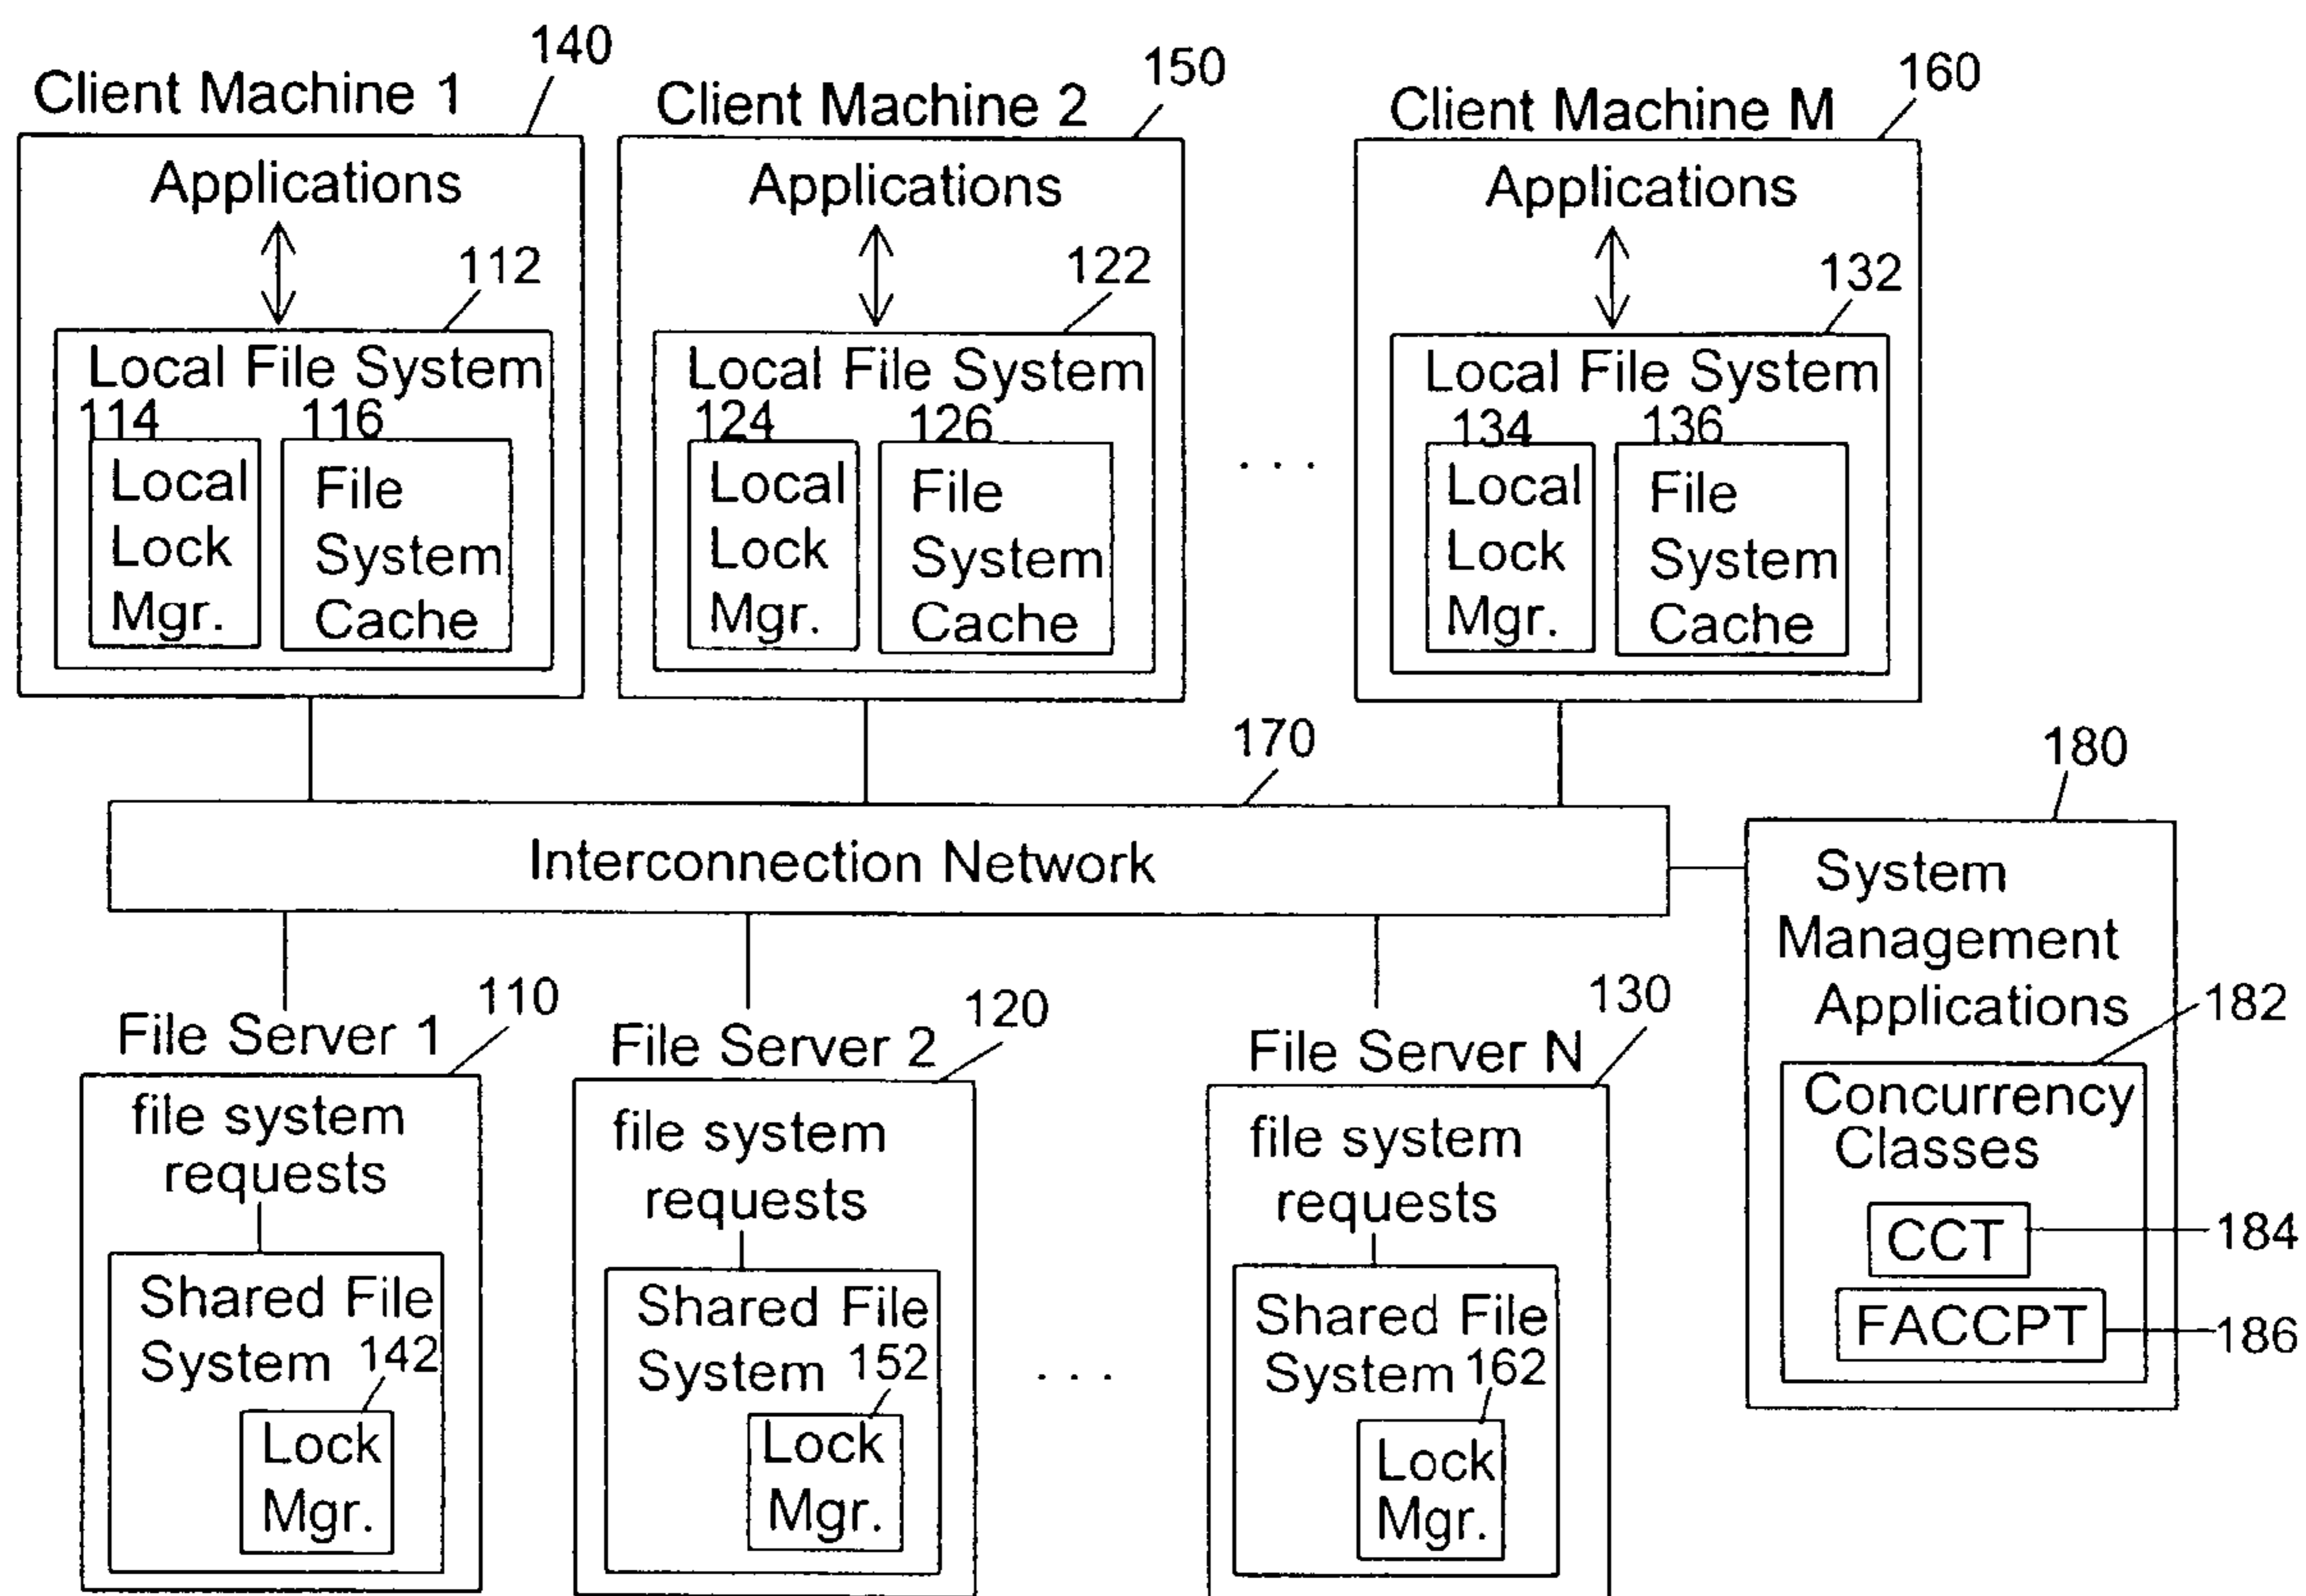 140
Client Machine 1
Applications
112
Local File System
114
116
Local
Lock
Mgr.
File
System
Cache
150
Client Machine 2
Applications
122
Local File System
124
126
Local
Lock
Mgr.
File
System
Cache
. . .
160
Client Machine M
Applications
132
Local File System
134
136
Local
Lock
Mgr.
File
System
Cache
170
Interconnection Network
180
System
Management
Applications
182
Concurrency
Classes
CCT
184
FACCPT
186
110
File Server 1
file system
requests
Shared File
System 142
Lock
Mgr.
120
File Server 2
file system
requests
Shared File
System 152
Lock
Mgr.
. . .
130
File Server N
file system
requests
Shared File
System 162
Lock
Mgr.